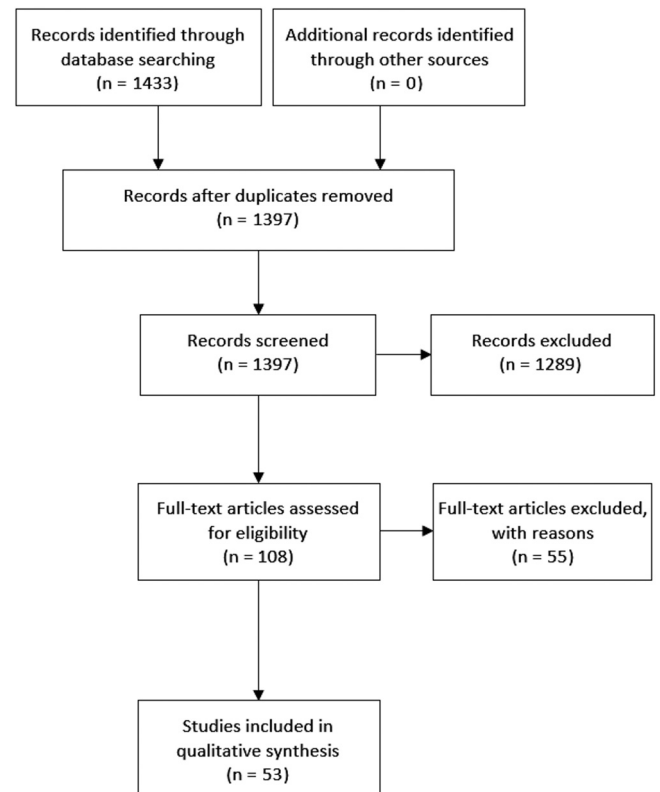 Records identified through
database searching
(n = 1433)
Additional records identified
through other sources
(n = 0)
Records after duplicates removed
(n = 1397)
Records screened
(n = 1397)
Records excluded
(n = 1289)
Full-text articles assessed
for eligibility
(n = 108)
Full-text articles excluded,
with reasons
(n = 55)
Studies included in
qualitative synthesis
(n = 53)